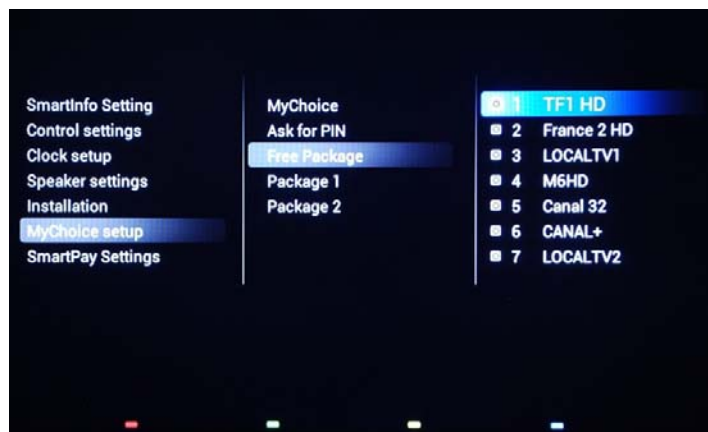 SmartInfo Setting
Control settings
Clock setup
Speaker settings
Installation
MyChoice setup
SmartPay Settings
MyChoice
Ask for PIN
Free Package
Package 1
Package 2
1 TF1 HD
2 France 2 HD
3 LOCALTV1
4 M6HD
5 Canal 32
6 CANAL+
7 LOCALTV2